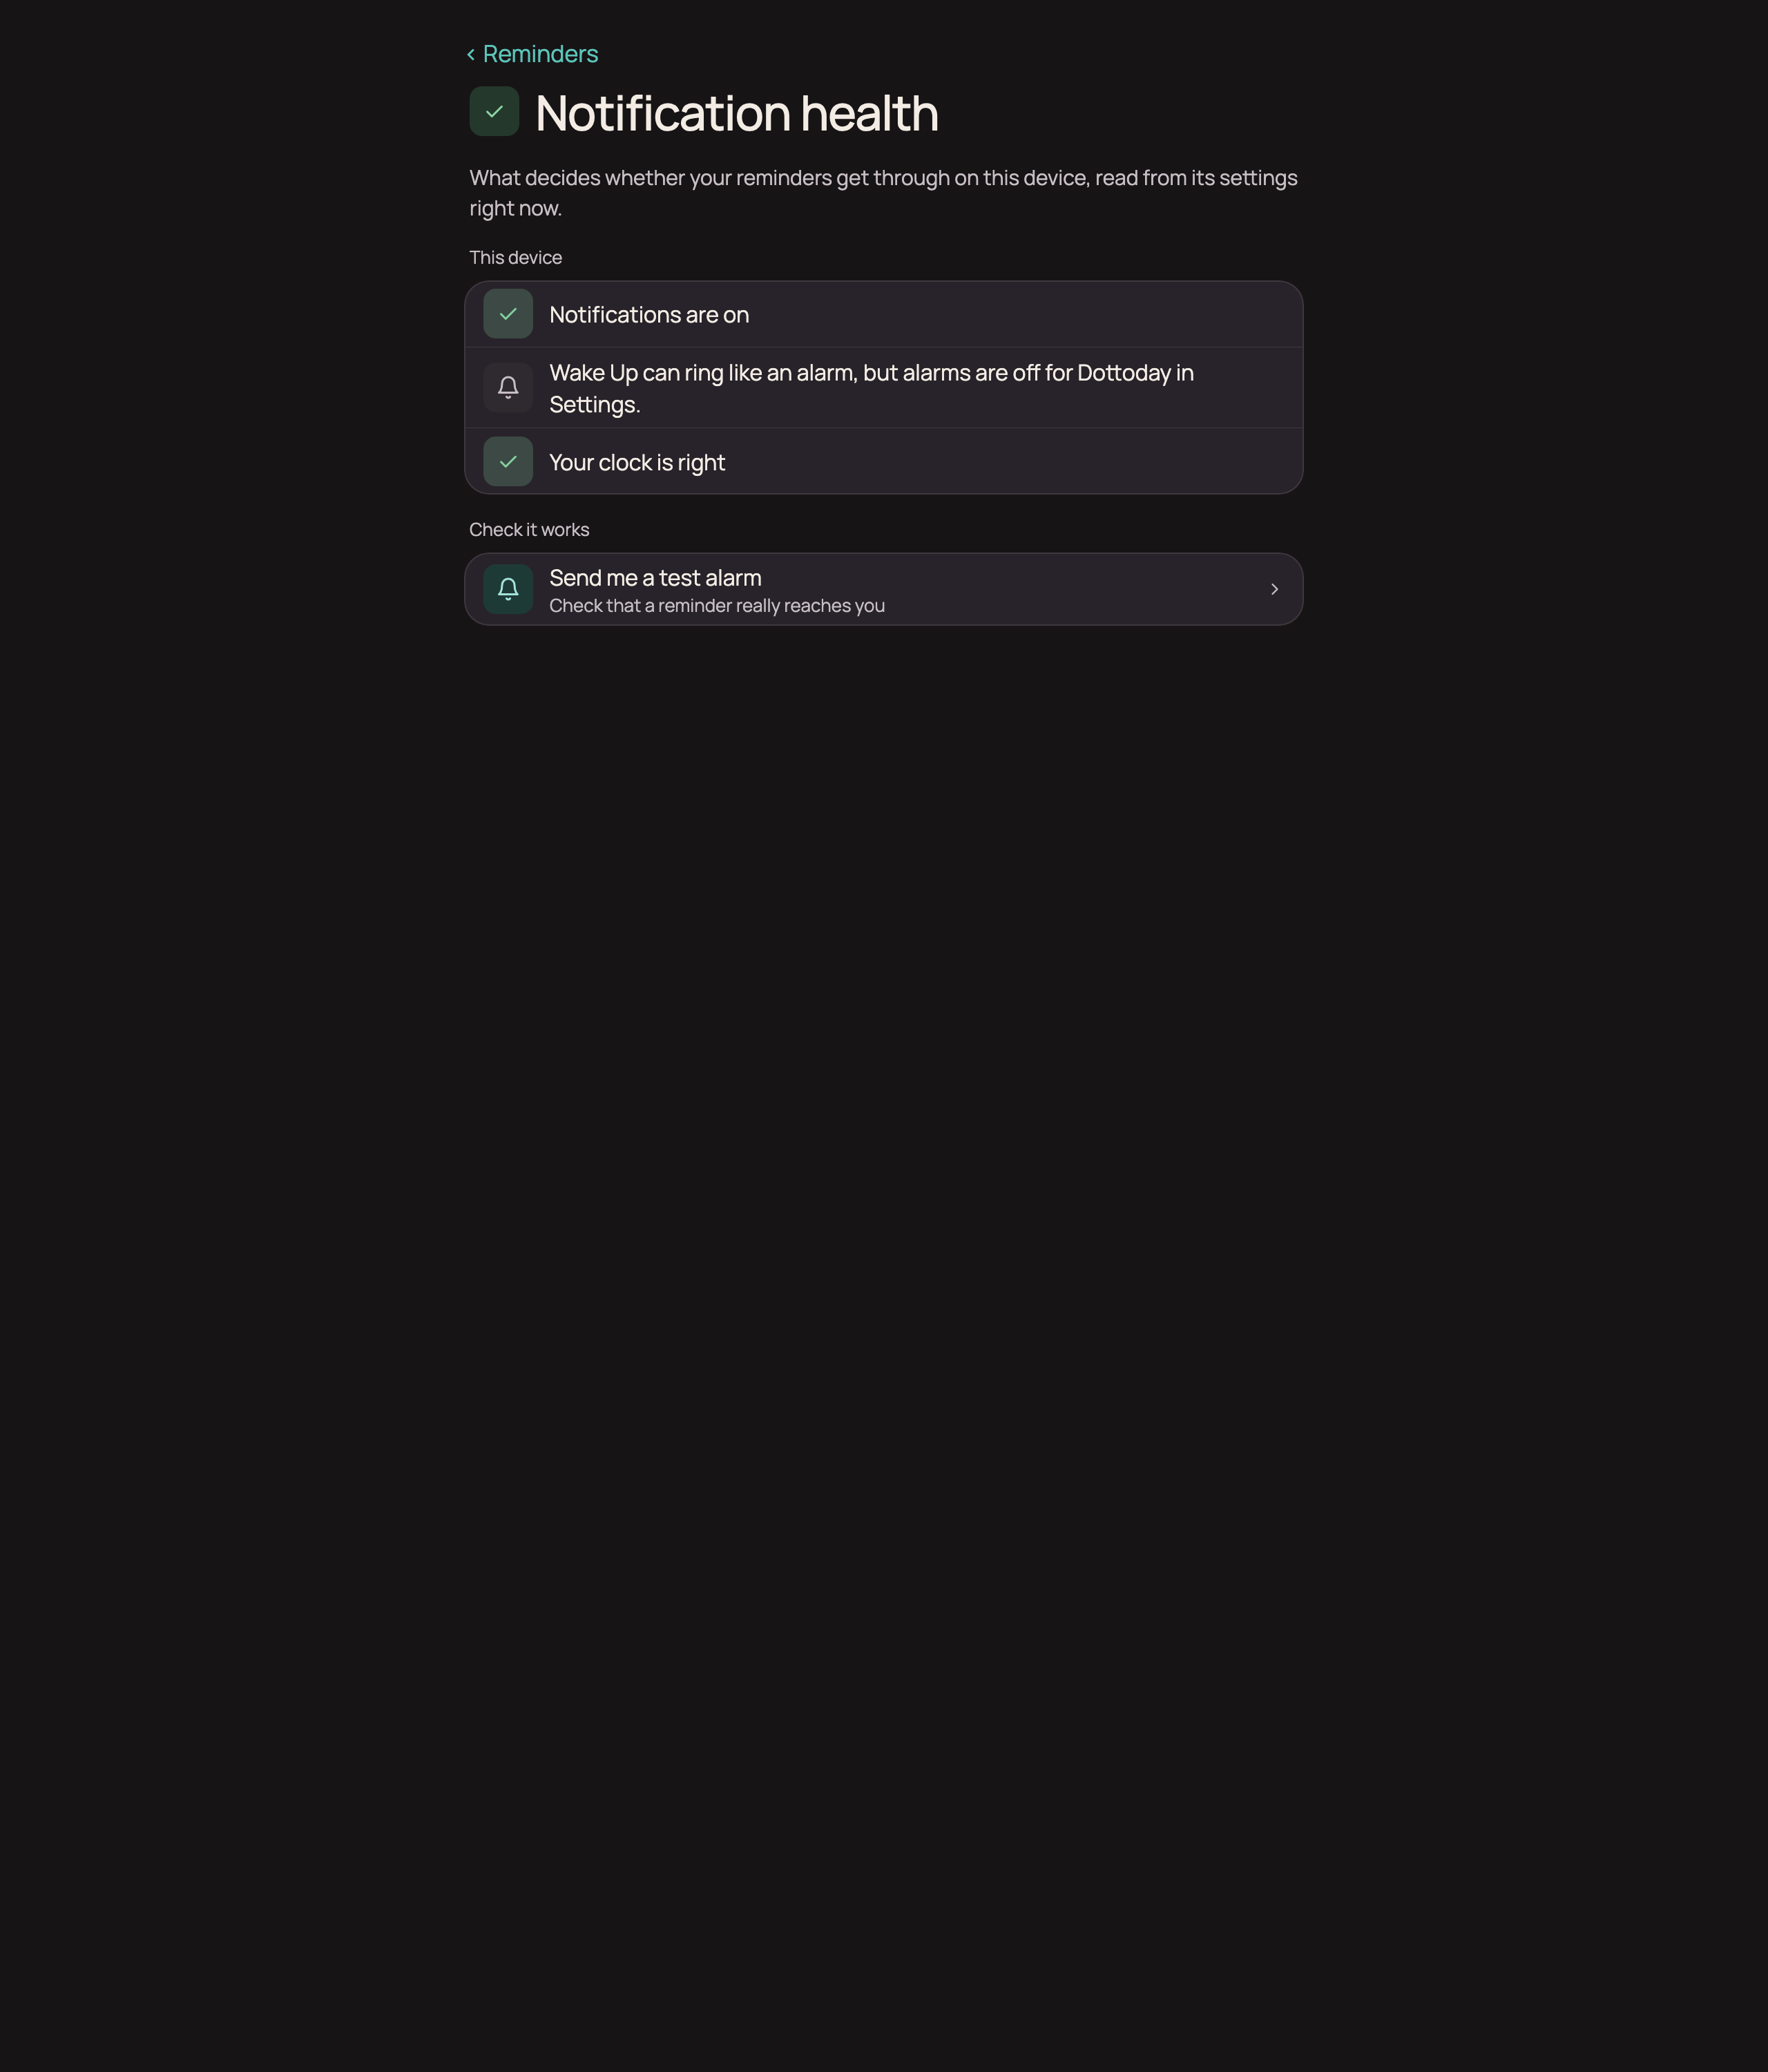 Reminders
Notification health
What decides whether your reminders get through on this device, read from its settings
right now.
This device
Notifications are on
Wake Up can ring like an alarm, but alarms are off for Dottoday in
Settings.
Your clock is right
Check it works
Send me a test alarm
Check that a reminder really reaches you